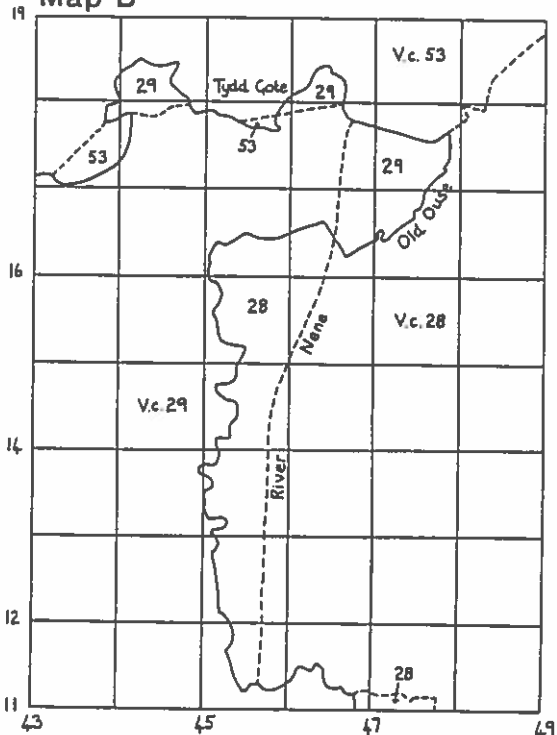 Map B
19
V.c. 53
29
Tydd Gote
29
53
53
29
Old Ouse
16
28
V.c. 28
Nene
V.c. 29
14
River
12
28
11
43
45
47
49